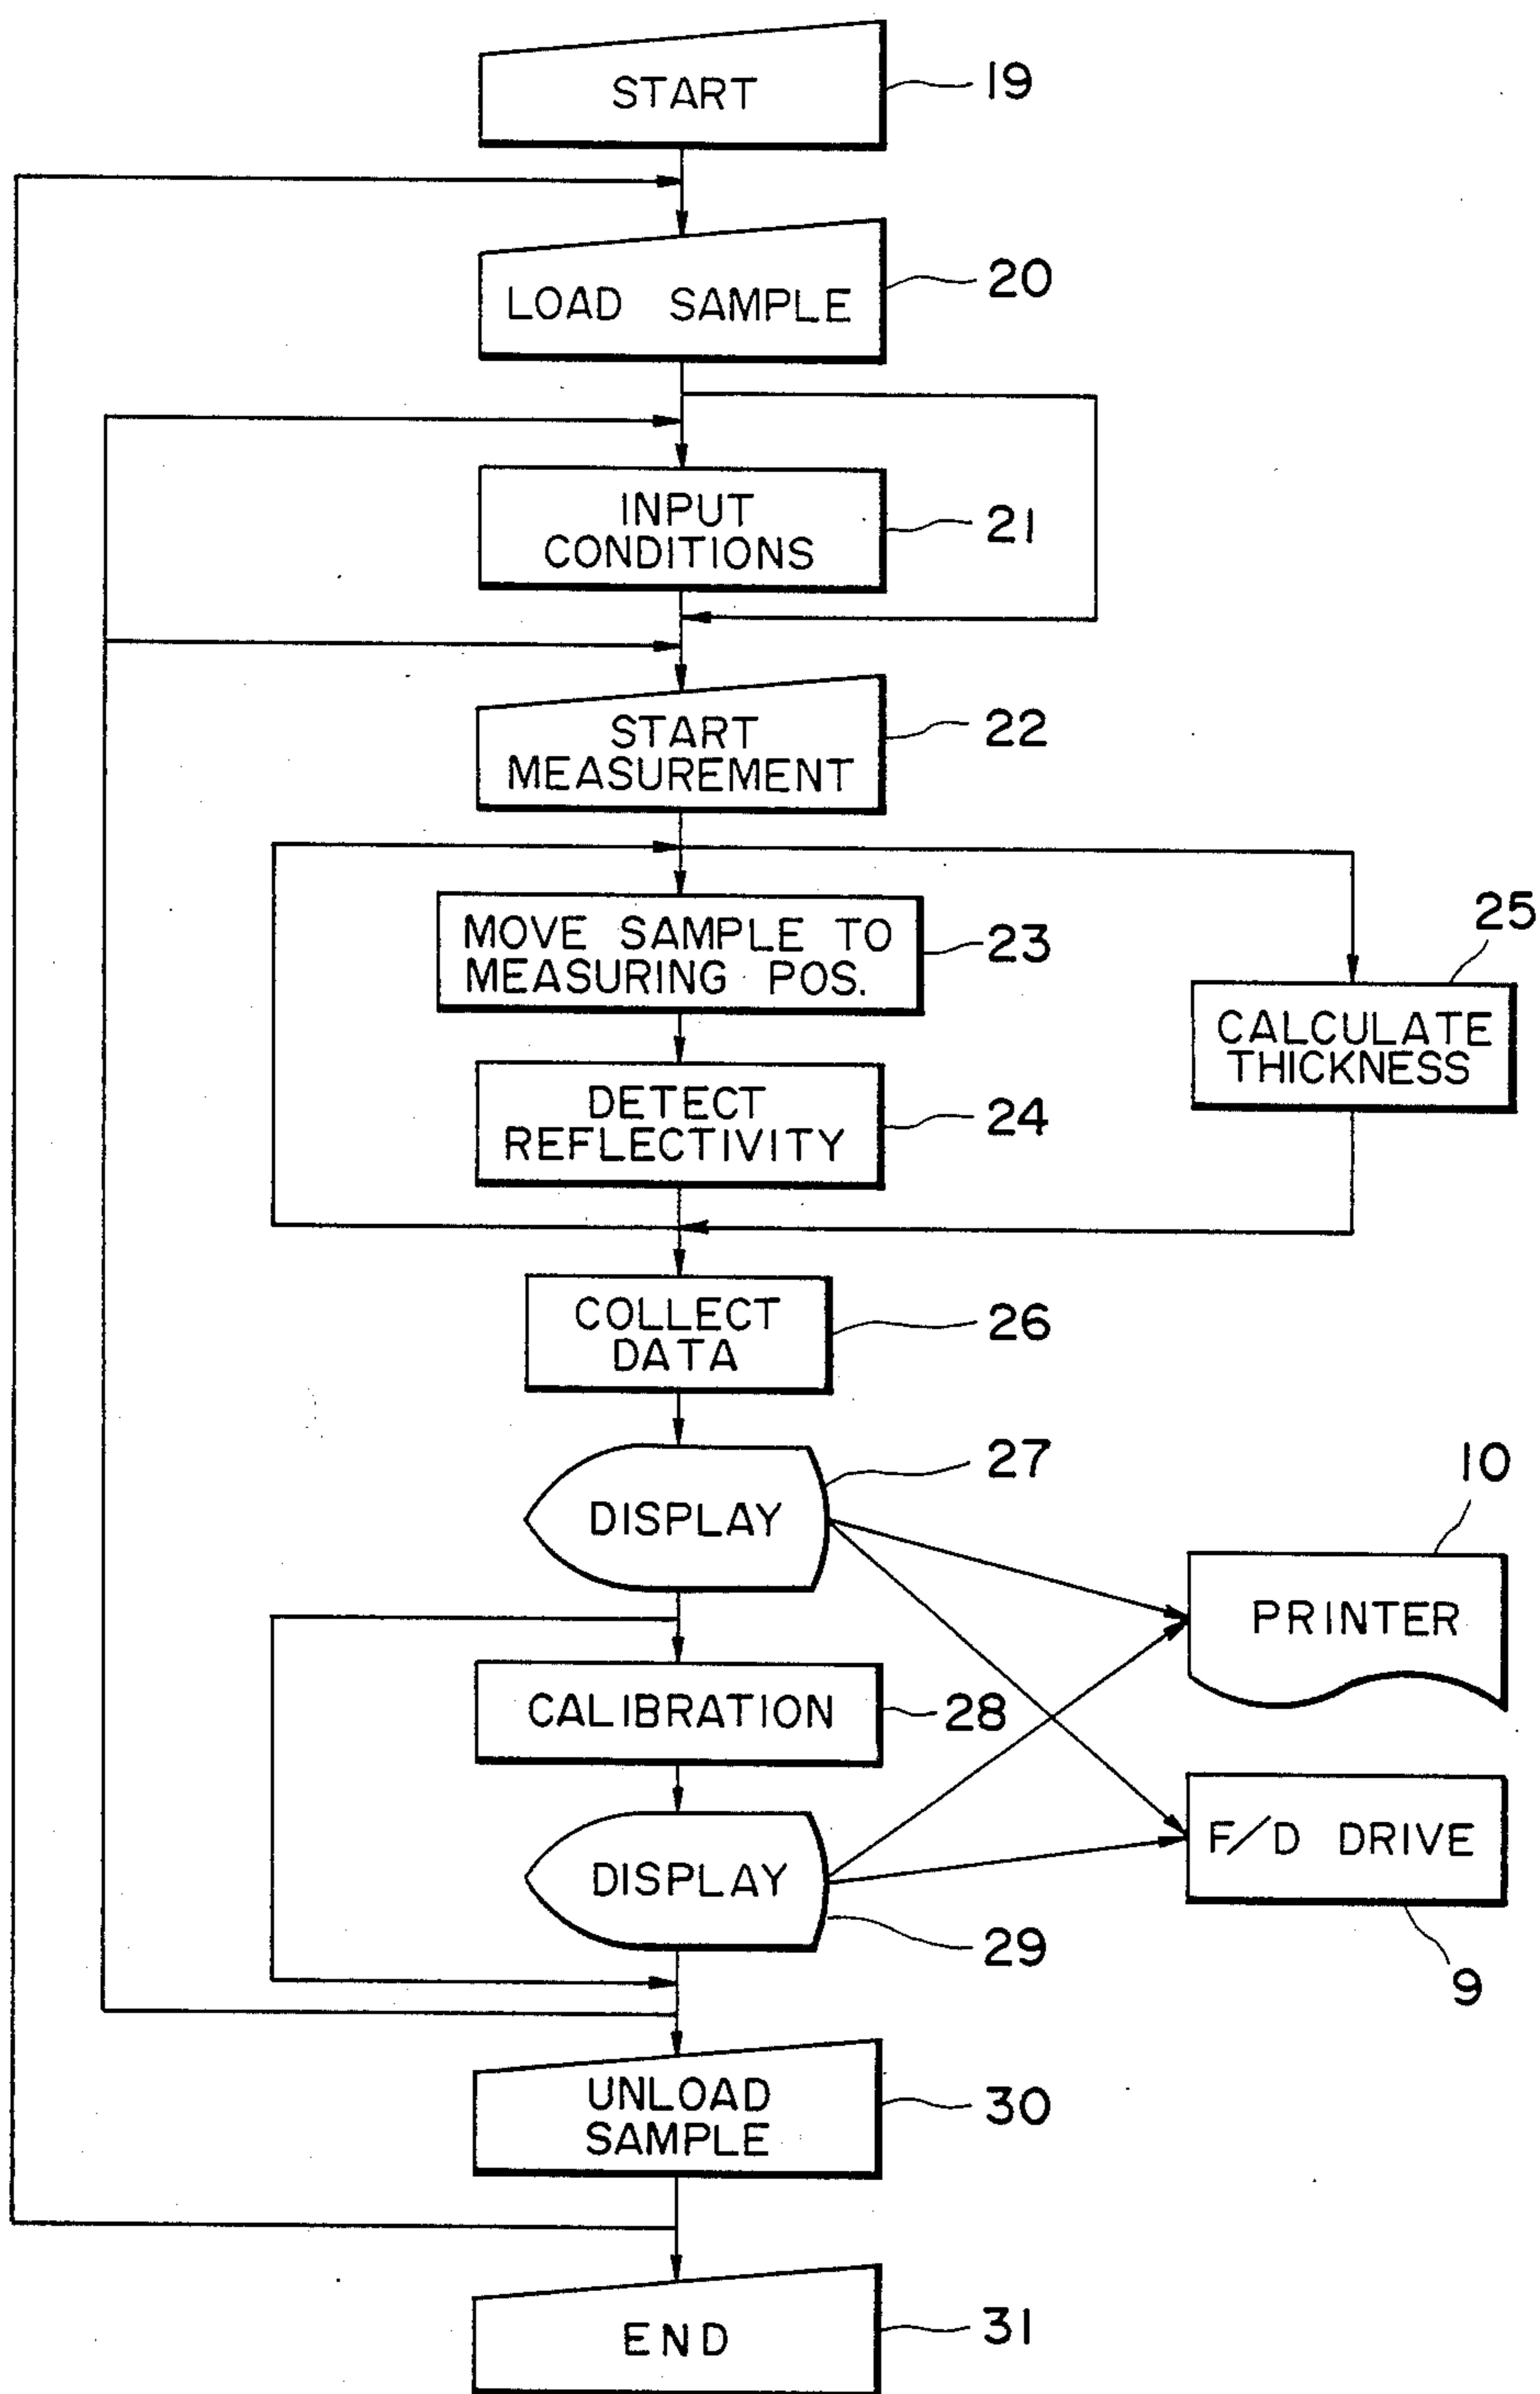 START
19
LOAD SAMPLE
20
INPUT
CONDITIONS
21
START
MEASUREMENT
22
MOVE SAMPLE TO
MEASURING POS.
23
25
CALCULATE
THICKNESS
DETECT
REFLECTIVITY
24
COLLECT
DATA
26
DISPLAY
27
10
PRINTER
CALIBRATION
28
F/D DRIVE
9
DISPLAY
29
UNLOAD
SAMPLE
30
END
31